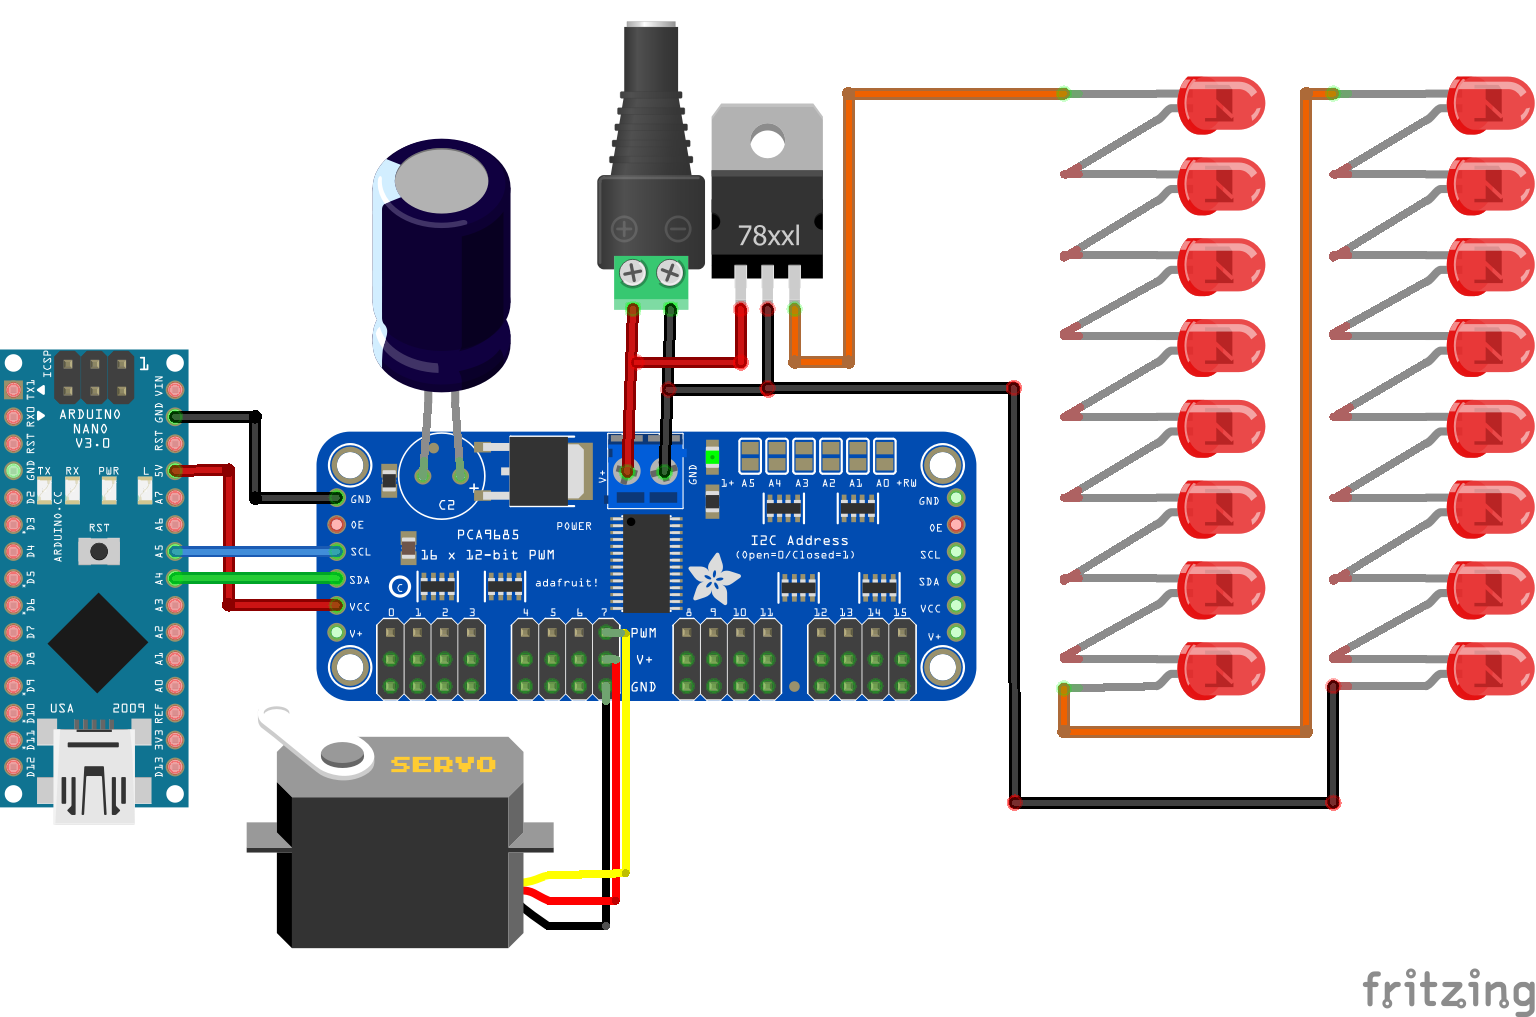 78xxl
ICSP
1
TX1
RX0
RST
GND
D2
D3
D4
D5
D6
D7
D8
D9
D10
D11
D12
ARDUINO
NANO
V3.0
TX RX PWR L
ARDUINO.CC
RST
USA 2009
VIN
GND
RST
5V
A7
A6
A5
A4
A3
A2
A1
A0
REF
3V3
D13
GND
OE
SCL
SDA
VCC
V+
C2
+
PCA9685
16 x 12-bit PWM
POWER
adafruit!
C
V+
GND
1+ A5 A4 A3 A2 A1 A0 +RW
I2C Address
(Open=0/Closed=1)
GND
OE
SCL
SDA
VCC
V+
0 1 2 3 4 5 6 7 8 9 10 11 12 13 14 15
PWM
V+
GND
SERVO
fritzing